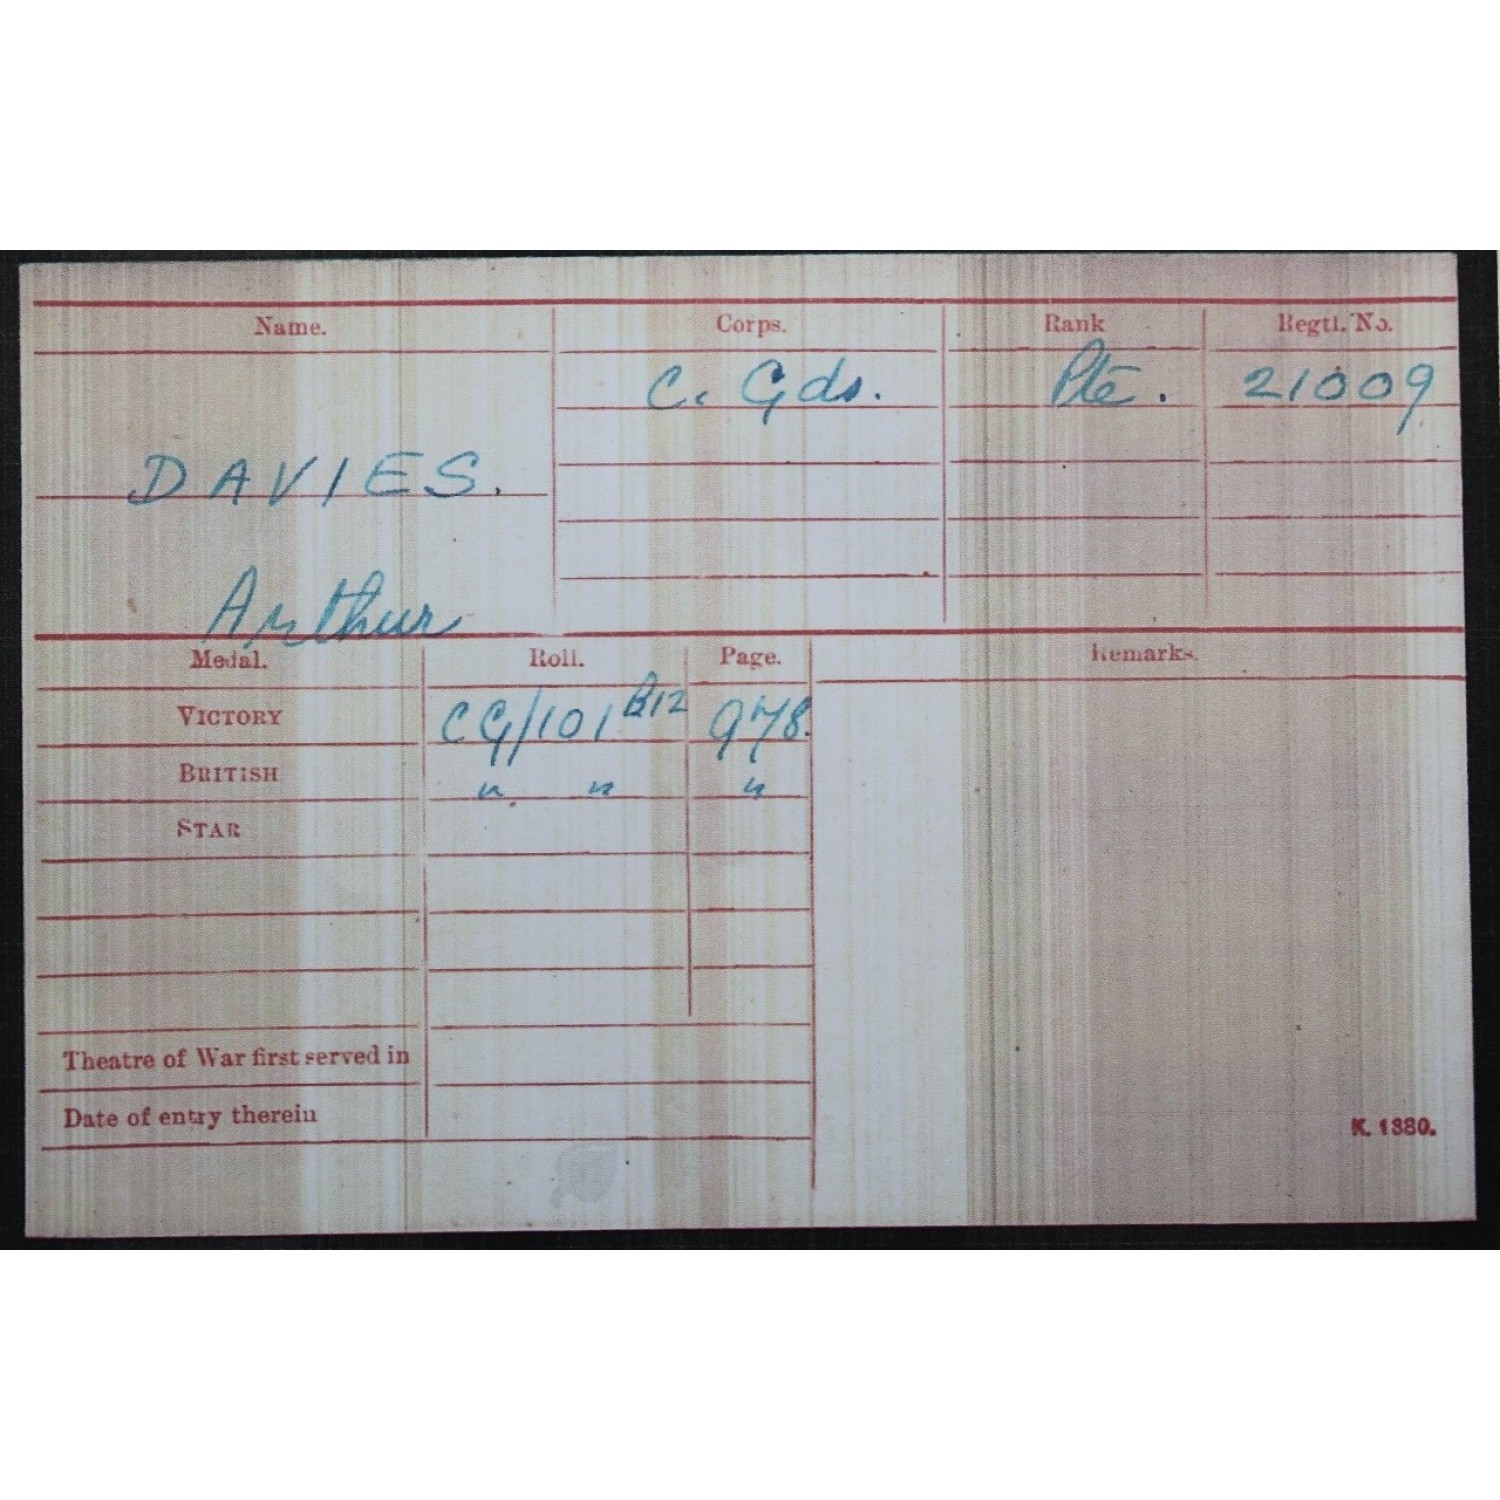 Name. Corps. Rank Regtl. No.
C. Gds. Pte. 21009
DAVIES.
Arthur
Medal. Roll. Page. Remarks.
VICTORY CG/101 B12 978.
BRITISH " " "
STAR
Theatre of War first served in
Date of entry therein
K. 1380.